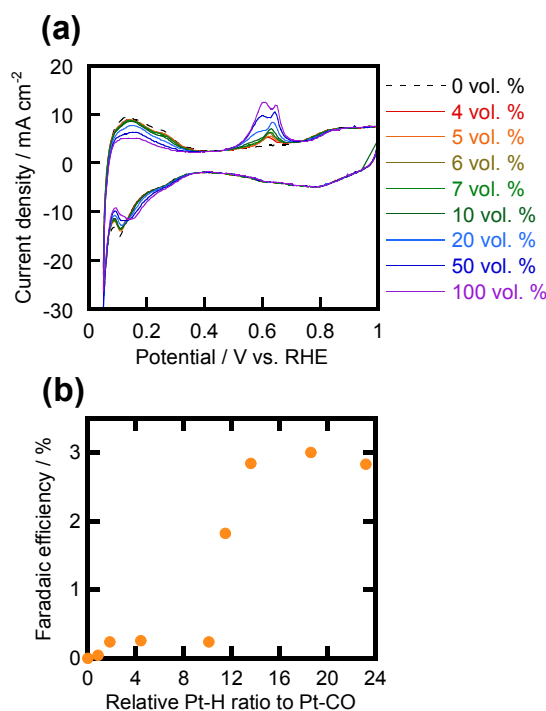 (a)
20
10
0
-10
-20
-30
Current density / mA cm⁻²
0 0.2 0.4 0.6 0.8 1
Potential / V vs. RHE
0 vol. %
4 vol. %
5 vol. %
6 vol. %
7 vol. %
10 vol. %
20 vol. %
50 vol. %
100 vol. %
(b)
3
2
1
0
Faradaic efficiency / %
0 4 8 12 16 20 24
Relative Pt-H ratio to Pt-CO